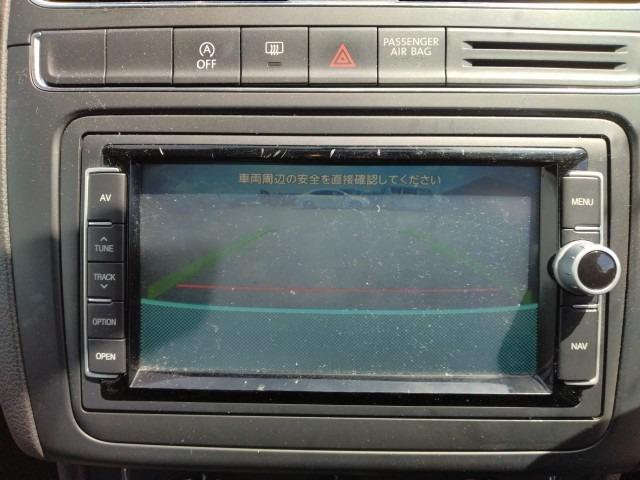 A
OFF
PASSENGER
AIR BAG
車両周辺の安全を直接確認してください
AV
TUNE
TRACK
OPTION
OPEN
MENU
NAV